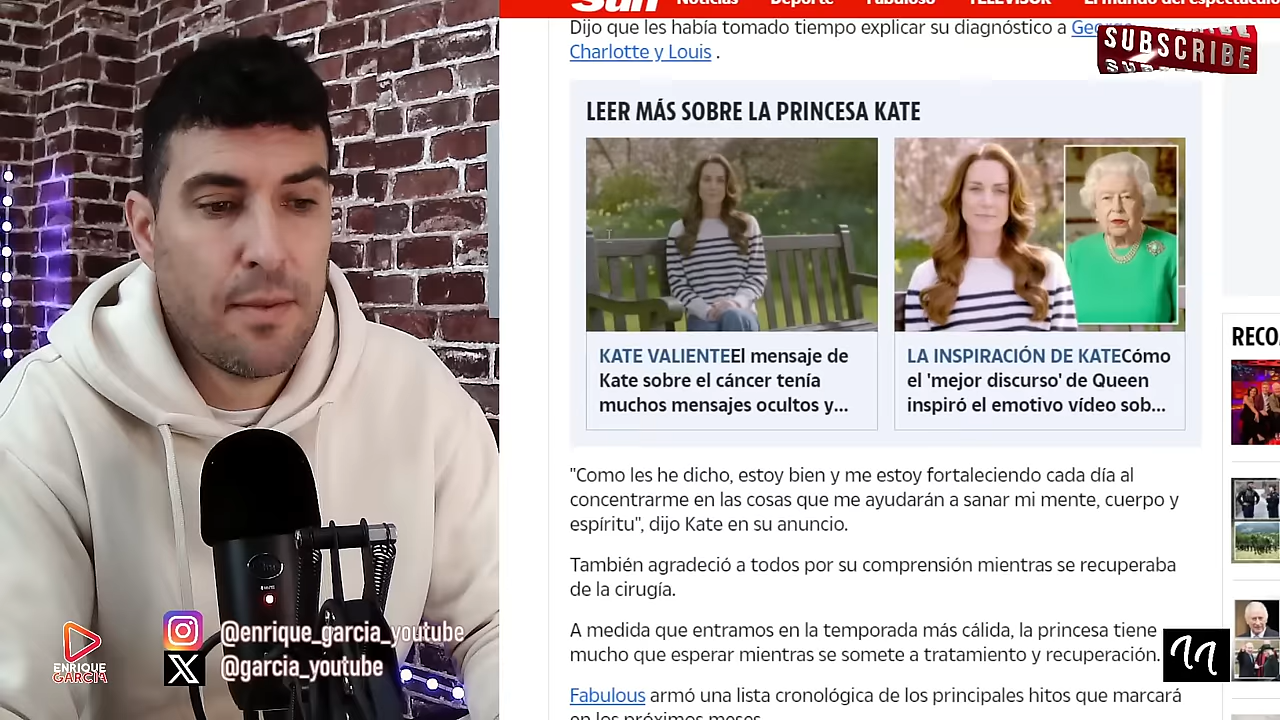 Sun Noticias Deporte Fabuloso TELEVISOR El mundo del espectáculo
Dijo que les había tomado tiempo explicar su diagnóstico a George,
Charlotte y Louis .
SUBSCRIBE
LEER MÁS SOBRE LA PRINCESA KATE
KATE VALIENTEEl mensaje de
Kate sobre el cáncer tenía
muchos mensajes ocultos y...
LA INSPIRACIÓN DE KATECómo
el 'mejor discurso' de Queen
inspiró el emotivo vídeo sob...
RECO
"Como les he dicho, estoy bien y me estoy fortaleciendo cada día al
concentrarme en las cosas que me ayudarán a sanar mi mente, cuerpo y
espíritu", dijo Kate en su anuncio.
También agradeció a todos por su comprensión mientras se recuperaba
de la cirugía.
A medida que entramos en la temporada más cálida, la princesa tiene
mucho que esperar mientras se somete a tratamiento y recuperación.
Fabulous armó una lista cronológica de los principales hitos que marcará
en los próximos meses.
@enrique_garcia_youtube
@garcia_youtube
ENRIQUE
GARCIA